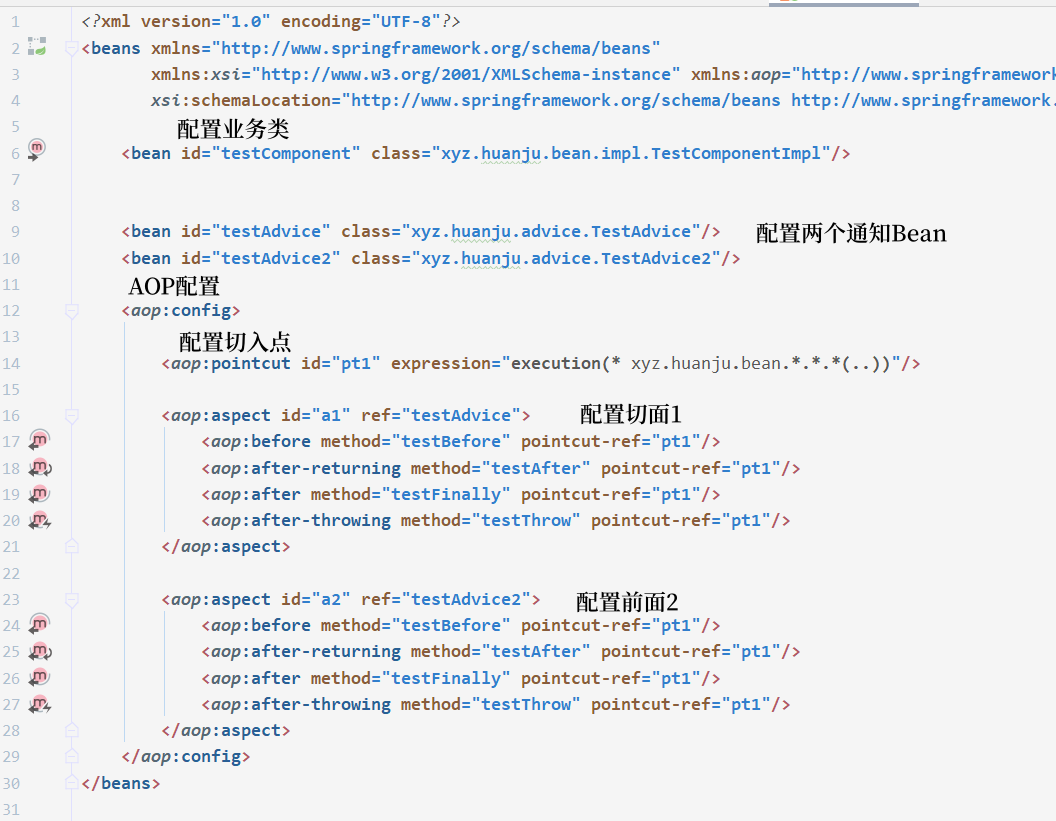 1 <?xml version="1.0" encoding="UTF-8"?>
2 <beans xmlns="http://www.springframework.org/schema/beans"
3 xmlns:xsi="http://www.w3.org/2001/XMLSchema-instance" xmlns:aop="http://www.springframework
4 xsi:schemaLocation="http://www.springframework.org/schema/beans http://www.springframework.
5 配置业务类
6 <bean id="testComponent" class="xyz.huanju.bean.impl.TestComponentImpl"/>
7
8
9 <bean id="testAdvice" class="xyz.huanju.advice.TestAdvice"/> 配置两个通知Bean
10 <bean id="testAdvice2" class="xyz.huanju.advice.TestAdvice2"/>
11 AOP配置
12 <aop:config>
13 配置切入点
14 <aop:pointcut id="pt1" expression="execution(* xyz.huanju.bean.*.*.*(..))"/>
15
16 <aop:aspect id="a1" ref="testAdvice"> 配置切面1
17 <aop:before method="testBefore" pointcut-ref="pt1"/>
18 <aop:after-returning method="testAfter" pointcut-ref="pt1"/>
19 <aop:after method="testFinally" pointcut-ref="pt1"/>
20 <aop:after-throwing method="testThrow" pointcut-ref="pt1"/>
21 </aop:aspect>
22
23 <aop:aspect id="a2" ref="testAdvice2"> 配置前面2
24 <aop:before method="testBefore" pointcut-ref="pt1"/>
25 <aop:after-returning method="testAfter" pointcut-ref="pt1"/>
26 <aop:after method="testFinally" pointcut-ref="pt1"/>
27 <aop:after-throwing method="testThrow" pointcut-ref="pt1"/>
28 </aop:aspect>
29 </aop:config>
30 </beans>
31